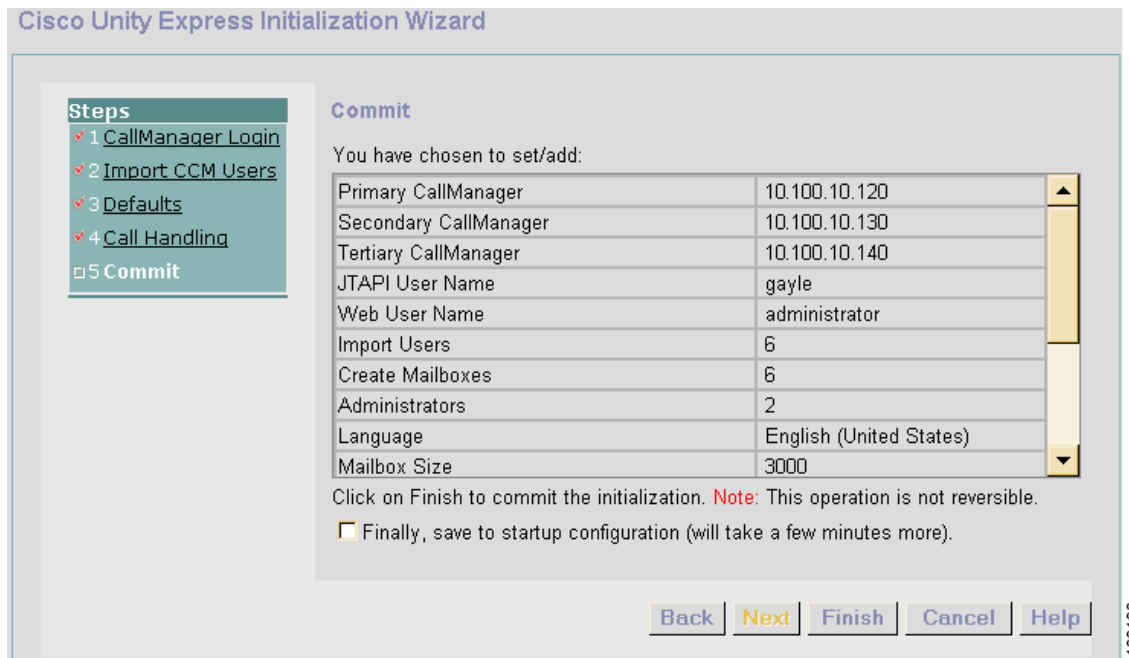 Cisco Unity Express Initialization Wizard
Steps
1 CallManager Login
2 Import CCM Users
3 Defaults
4 Call Handling
5 Commit
Commit
You have chosen to set/add:
Primary CallManager 10.100.10.120
Secondary CallManager 10.100.10.130
Tertiary CallManager 10.100.10.140
JTAPI User Name gayle
Web User Name administrator
Import Users 6
Create Mailboxes 6
Administrators 2
Language English (United States)
Mailbox Size 3000
Click on Finish to commit the initialization. Note: This operation is not reversible.
Finally, save to startup configuration (will take a few minutes more).
Back Next Finish Cancel Help